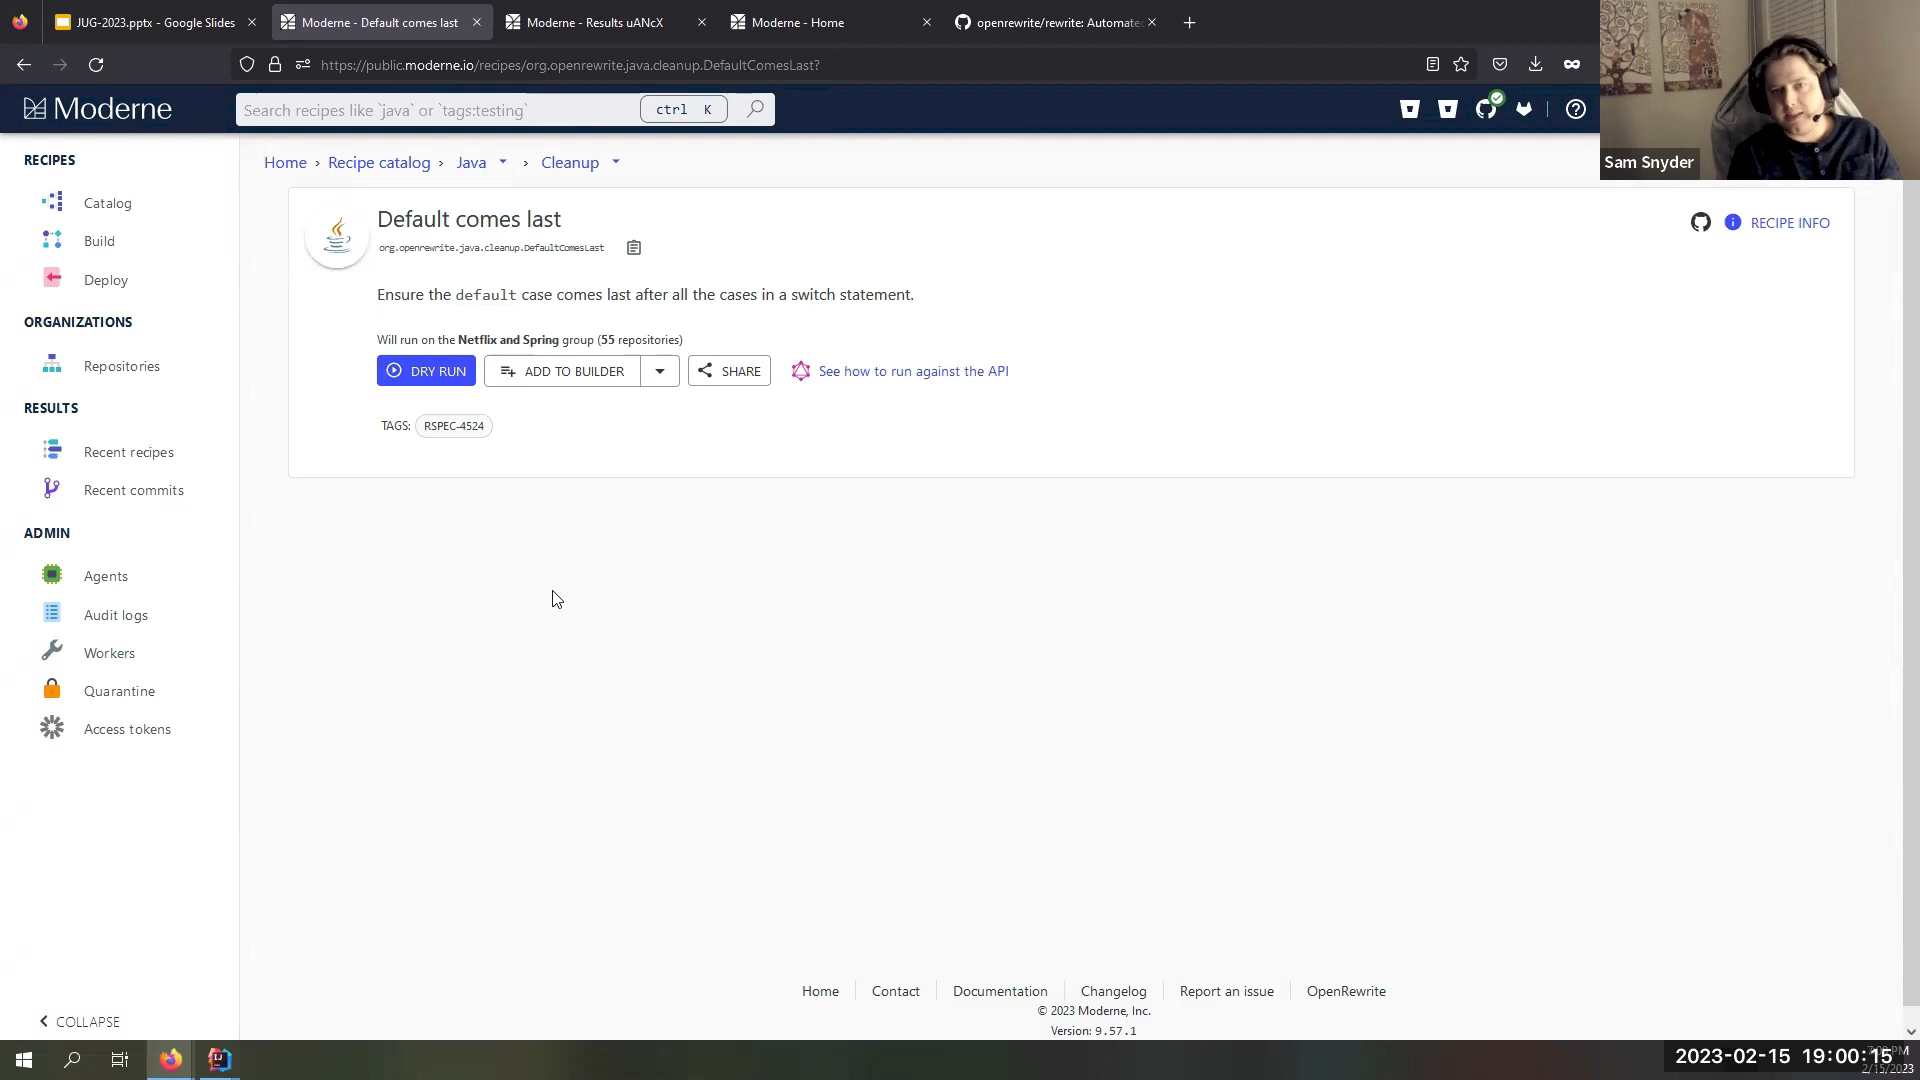 JUG-2023.pptx - Google Slides
Moderne - Default comes last
Moderne - Results uANcX
Moderne - Home
openrewrite/rewrite: Automate
https://public.moderne.io/recipes/org.openrewrite.java.cleanup.DefaultComesLast?
Moderne
Search recipes like `java` or `tags:testing`
ctrl K
Sam Snyder
RECIPES
Catalog
Build
Deploy
ORGANIZATIONS
Repositories
RESULTS
Recent recipes
Recent commits
ADMIN
Agents
Audit logs
Workers
Quarantine
Access tokens
COLLAPSE
Home › Recipe catalog › Java › Cleanup
Default comes last
RECIPE INFO
org.openrewrite.java.cleanup.DefaultComesLast
Ensure the default case comes last after all the cases in a switch statement.
Will run on the Netflix and Spring group (55 repositories)
DRY RUN
ADD TO BUILDER
SHARE
See how to run against the API
TAGS: RSPEC-4524
Home
Contact
Documentation
Changelog
Report an issue
OpenRewrite
© 2023 Moderne, Inc.
Version: 9.57.1
2023-02-15 19:00:15
2/15/2023